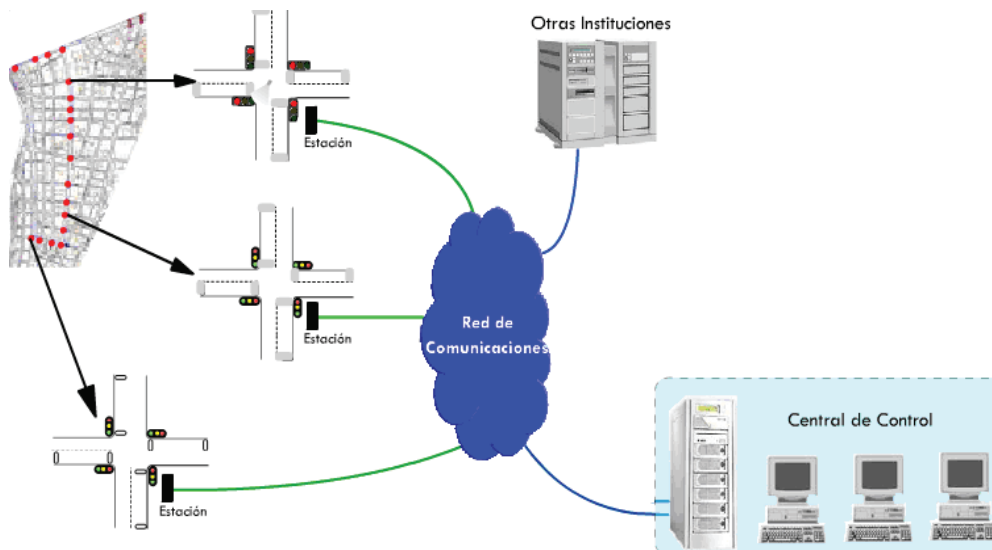 Otras Instituciones
Estación
Estación
Red de
Comunicaciones
Central de Control
Estación